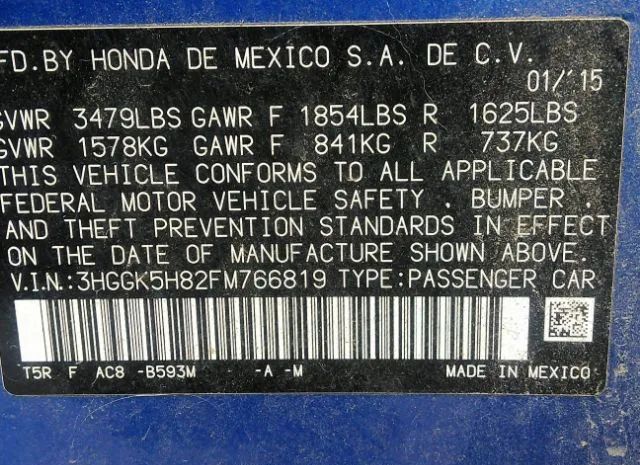 FD.BY HONDA DE MEXICO S.A. DE C.V.
01/15
GVWR 3479LBS GAWR F 1854LBS R 1625LBS
GVWR 1578KG GAWR F 841KG R 737KG
THIS VEHICLE CONFORMS TO ALL APPLICABLE
FEDERAL MOTOR VEHICLE SAFETY . BUMPER .
AND THEFT PREVENTION STANDARDS IN EFFECT
ON THE DATE OF MANUFACTURE SHOWN ABOVE.
V.I.N.:3HGGK5H82FM766819 TYPE:PASSENGER CAR
T5R F AC8 -B593M -A -M MADE IN MEXICO